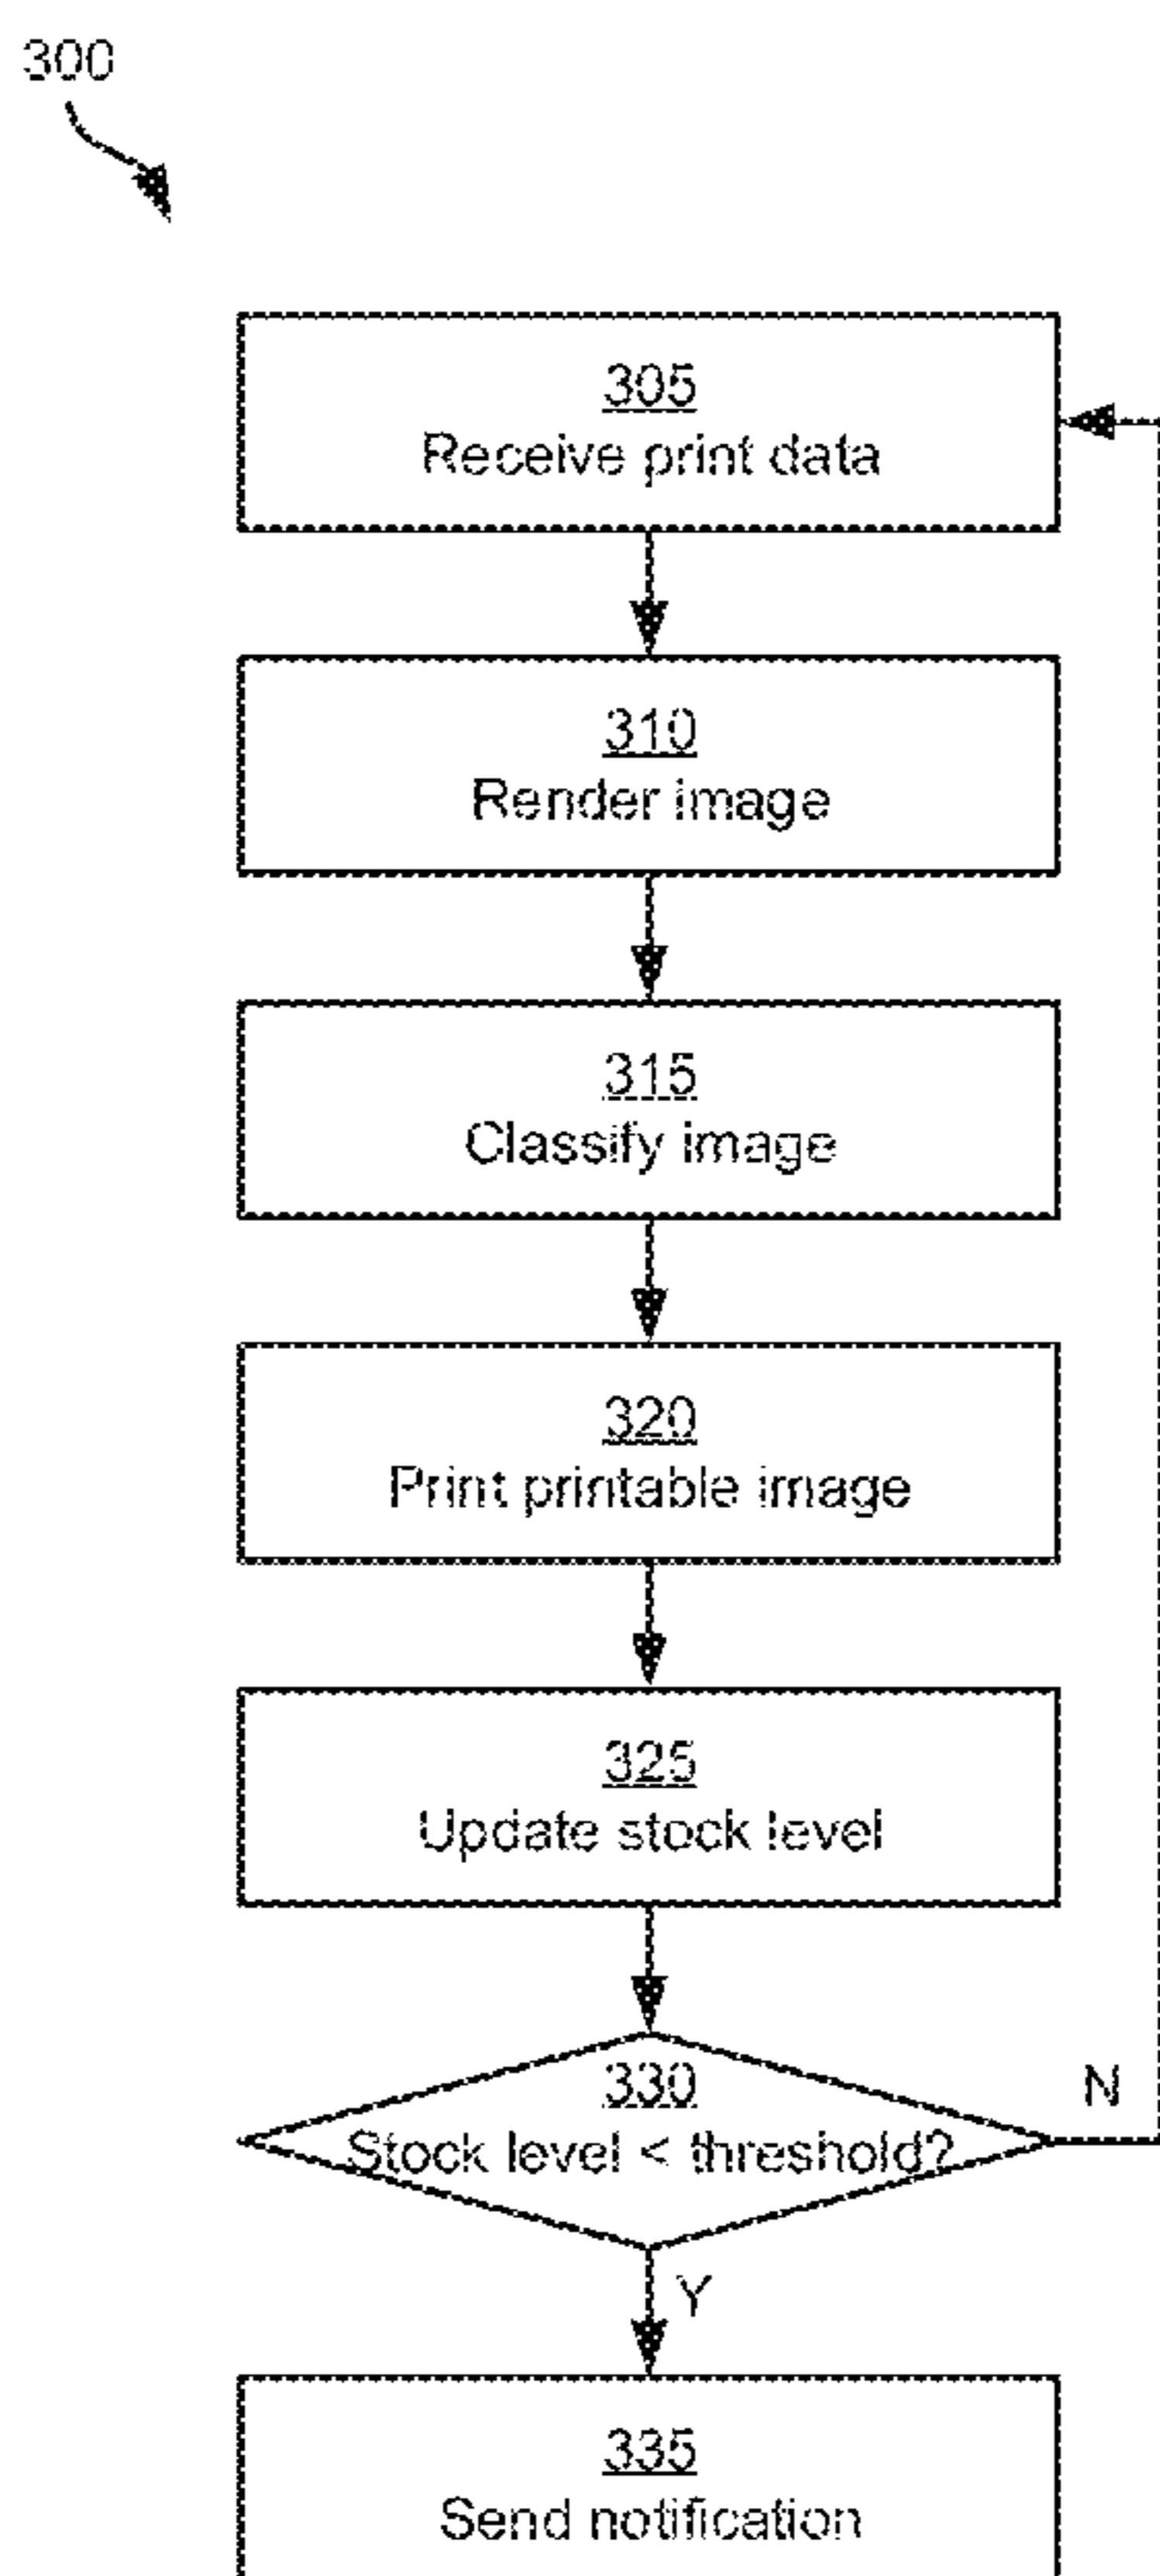 300
305
Receive print data
310
Render image
315
Classify image
320
Print printable image
325
Update stock level
330
Stock level < threshold?
N
Y
335
Send notification